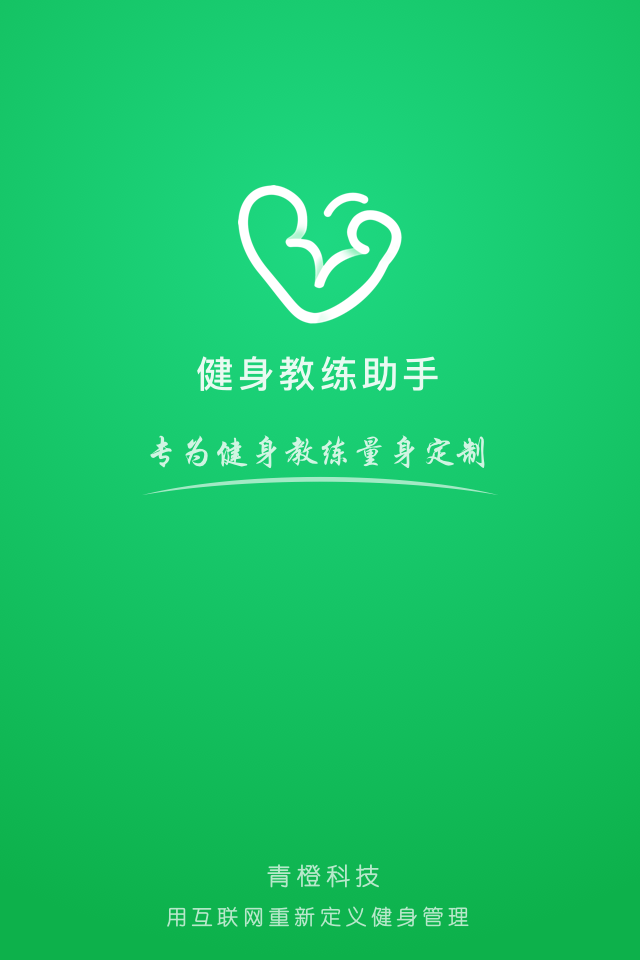 健身教练助手
专为健身教练量身定制
青橙科技
用互联网重新定义健身管理